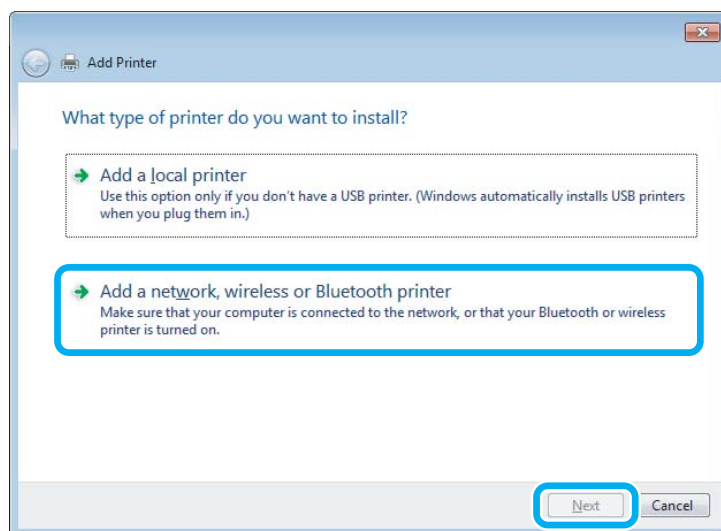 Add Printer
What type of printer do you want to install?
Add a local printer
Use this option only if you don't have a USB printer. (Windows automatically installs USB printers
when you plug them in.)
Add a network, wireless or Bluetooth printer
Make sure that your computer is connected to the network, or that your Bluetooth or wireless
printer is turned on.
Next Cancel